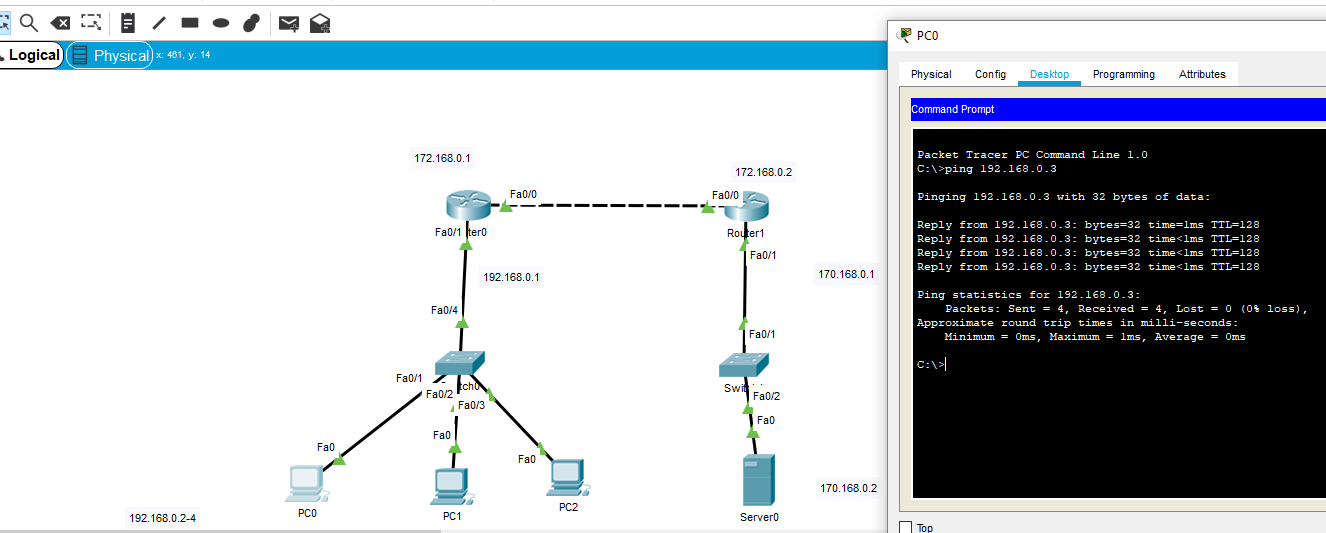 Logical
Physical
x: 461, y: 14
172.168.0.1
172.168.0.2
Fa0/0
Fa0/0
Fa0/1
ter0
Router1
Fa0/1
192.168.0.1
170.168.0.1
Fa0/4
Fa0/1
Fa0/1
tch0
Swit
Fa0/2
Fa0/2
Fa0/3
Fa0
Fa0
Fa0
Fa0
170.168.0.2
PC0
PC1
PC2
Server0
192.168.0.2-4
PC0
Physical
Config
Desktop
Programming
Attributes
Command Prompt
Packet Tracer PC Command Line 1.0
C:\>ping 192.168.0.3
Pinging 192.168.0.3 with 32 bytes of data:
Reply from 192.168.0.3: bytes=32 time=1ms TTL=128
Reply from 192.168.0.3: bytes=32 time<1ms TTL=128
Reply from 192.168.0.3: bytes=32 time<1ms TTL=128
Reply from 192.168.0.3: bytes=32 time<1ms TTL=128
Ping statistics for 192.168.0.3:
Packets: Sent = 4, Received = 4, Lost = 0 (0% loss),
Approximate round trip times in milli-seconds:
Minimum = 0ms, Maximum = 1ms, Average = 0ms
C:\>
Top